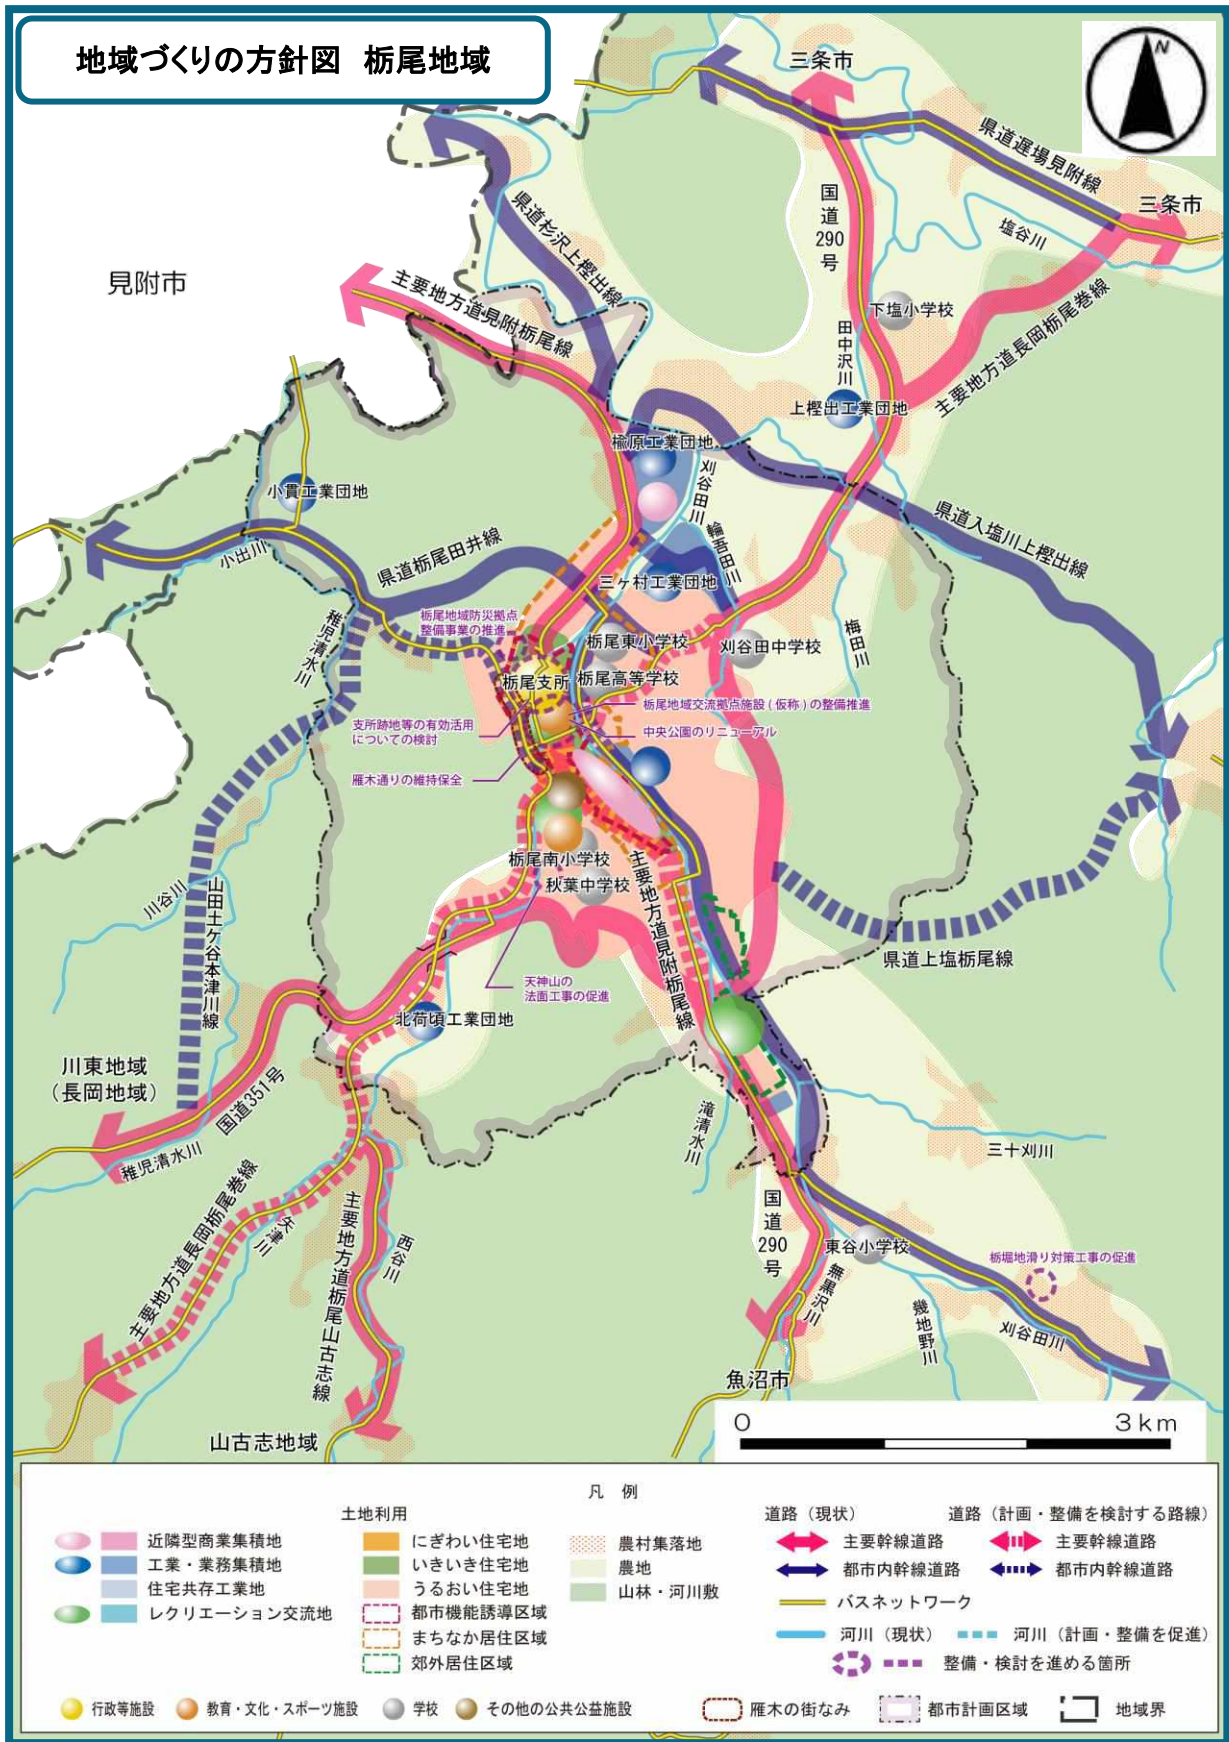 地域づくりの方針図 栃尾地域
N
三条市
県道遅場見附線
三条市
塩谷川
国道290号
県道杉沢上樫出線
見附市
主要地方道見附栃尾線
下塩小学校
田中沢川
主要地方道長岡栃尾巻線
上樫出工業団地
楡原工業団地
刈谷田川
小貫工業団地
県道入塩川上樫出線
輪吾田川
小出川
県道栃尾田井線
三ヶ村工業団地
稚児清水川
栃尾地域防災拠点
整備事業の推進
栃尾東小学校
刈谷田中学校
梅田川
栃尾支所
栃尾高等学校
栃尾地域交流拠点施設(仮称)の整備推進
支所跡地等の有効活用
についての検討
中央公園のリニューアル
雁木通りの維持保全
栃尾南小学校
秋葉中学校
主要地方道見附栃尾線
川谷川
山田土ヶ谷本津川線
県道上塩栃尾線
天神山の
法面工事の促進
北荷頃工業団地
川東地域
(長岡地域)
国道351号
稚児清水川
滝清水川
三十刈川
主要地方道長岡栃尾巻線
矢津川
主要地方道栃尾山古志線
西谷川
国道290号
東谷小学校
栃堀地滑り対策工事の促進
無黒沢川
幾地野川
刈谷田川
魚沼市
山古志地域
0 3km
凡 例
土地利用
道路(現状) 道路(計画・整備を検討する路線)
近隣型商業集積地 にぎわい住宅地 農村集落地 主要幹線道路 主要幹線道路
工業・業務集積地 いきいき住宅地 農地 都市内幹線道路 都市内幹線道路
住宅共存工業地 うるおい住宅地 山林・河川敷 バスネットワーク
レクリエーション交流地 都市機能誘導区域
まちなか居住区域 河川(現状) 河川(計画・整備を促進)
郊外居住区域 整備・検討を進める箇所
行政等施設 教育・文化・スポーツ施設 学校 その他の公共公益施設 雁木の街なみ 都市計画区域 地域界